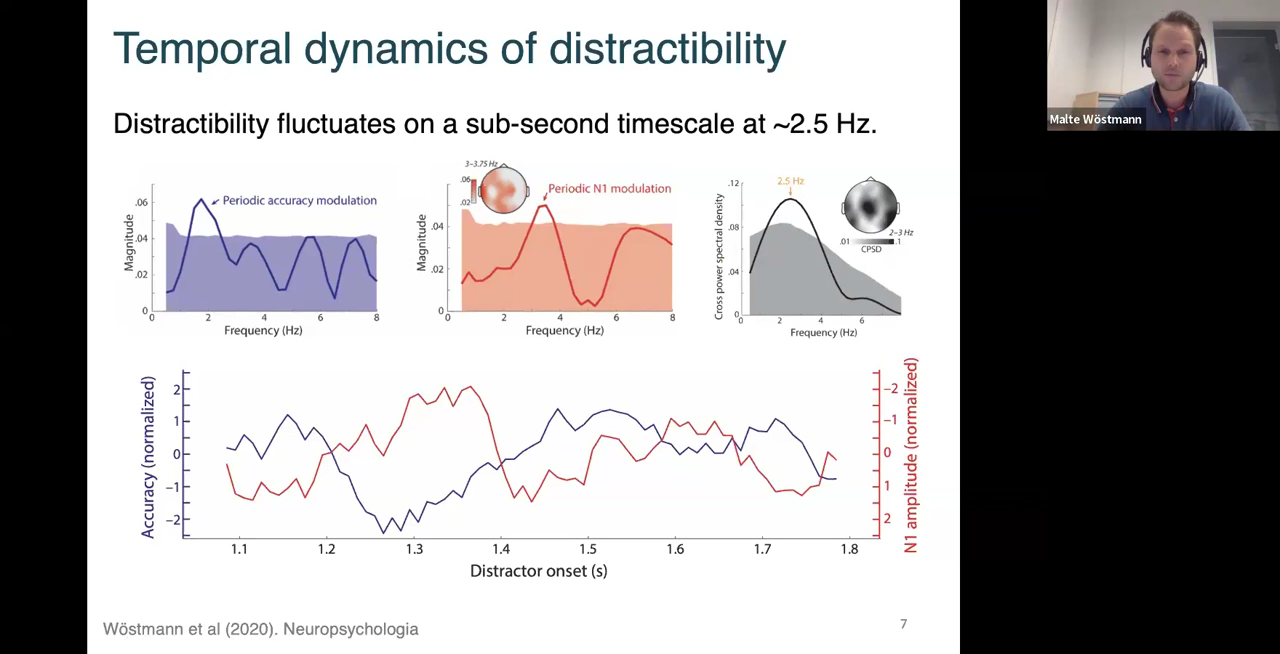 Temporal dynamics of distractibility
Malte Wöstmann
Distractibility fluctuates on a sub-second timescale at ~2.5 Hz.
.06
.04
.02
0
Magnitude
Periodic accuracy modulation
0 2 4 6 8
Frequency (Hz)
3–3.75 Hz
.06
.02
Periodic N1 modulation
.04
.02
0
Magnitude
0 2 4 6 8
Frequency (Hz)
.12
.08
.04
0
Cross power spectral density
2.5 Hz
2–3 Hz
.01 .1
CPSD
0 2 4 6
Frequency (Hz)
Accuracy (normalized)
2
1
0
−1
−2
−2
−1
0
1
2
N1 amplitude (normalized)
1.1 1.2 1.3 1.4 1.5 1.6 1.7 1.8
Distractor onset (s)
Wöstmann et al (2020). Neuropsychologia
7